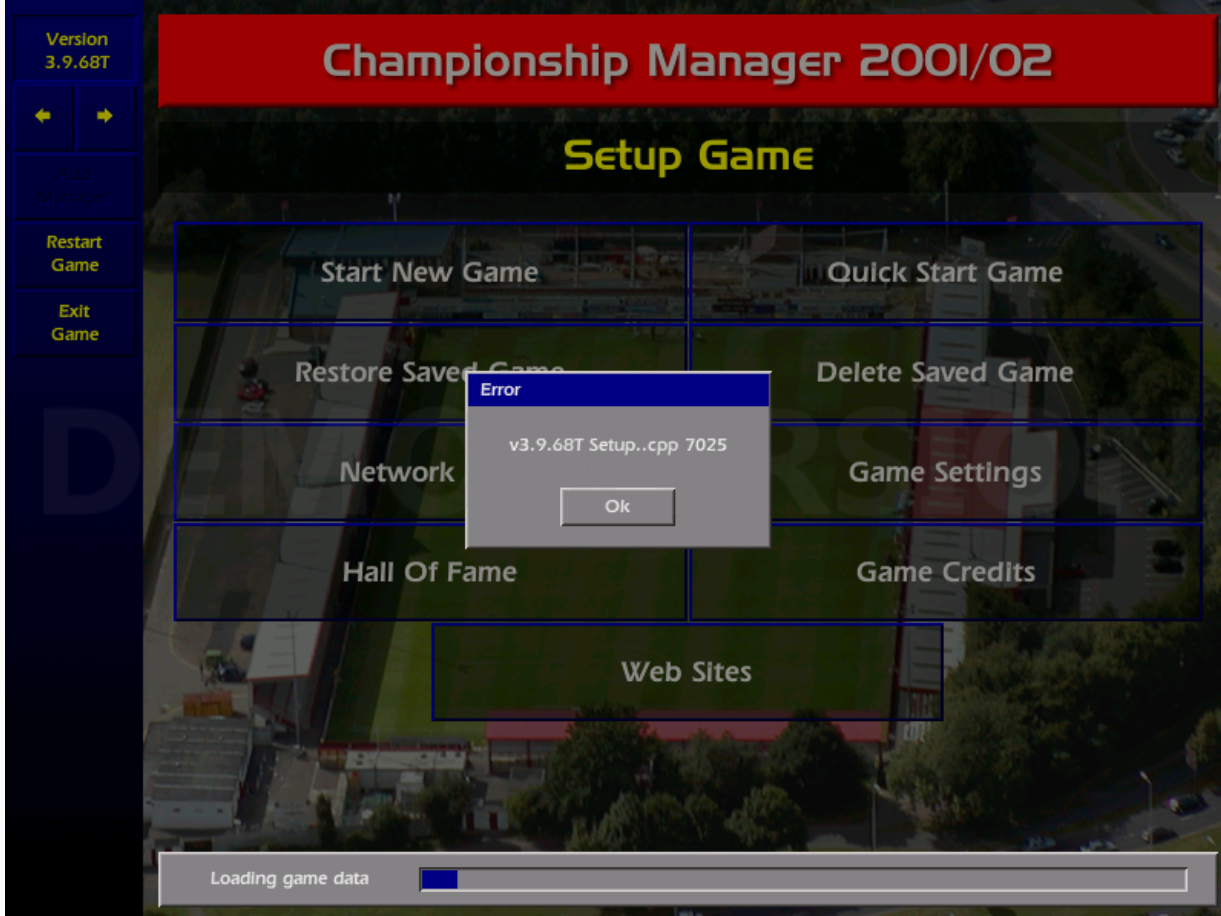 Version
3.9.68T
Championship Manager 2001/02
Setup Game
Add
Manager
Restart
Game
Exit
Game
Start New Game
Quick Start Game
Restore Saved Game
Delete Saved Game
Error
v3.9.68T Setup..cpp 7025
Ok
Network
Game Settings
Hall Of Fame
Game Credits
Web Sites
Loading game data